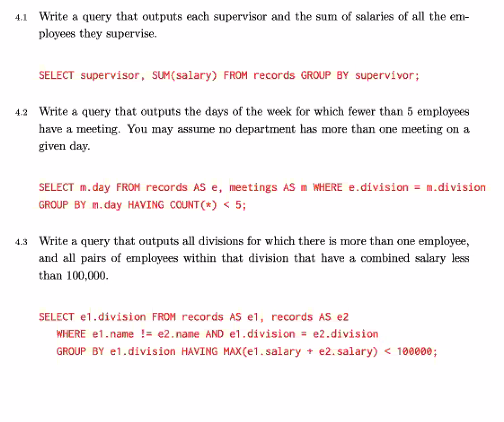 4.1 Write a query that outputs each supervisor and the sum of salaries of all the em-
ployees they supervise.
SELECT supervisor, SUM(salary) FROM records GROUP BY supervivor;
4.2 Write a query that outputs the days of the week for which fewer than 5 employees
have a meeting. You may assume no department has more than one meeting on a
given day.
SELECT m.day FROM records AS e, meetings AS m WHERE e.division = m.division
GROUP BY m.day HAVING COUNT(*) < 5;
4.3 Write a query that outputs all divisions for which there is more than one employee,
and all pairs of employees within that division that have a combined salary less
than 100,000.
SELECT e1.division FROM records AS e1, records AS e2
WHERE e1.name != e2.name AND e1.division = e2.division
GROUP BY e1.division HAVING MAX(e1.salary + e2.salary) < 100000;